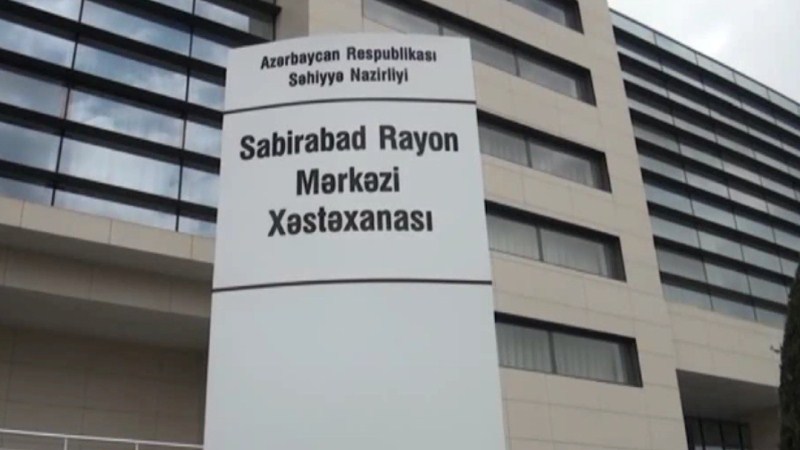 Azərbaycan Respublikası
Səhiyyə Nazirliyi
Sabirabad Rayon
Mərkəzi
Xəstəxanası